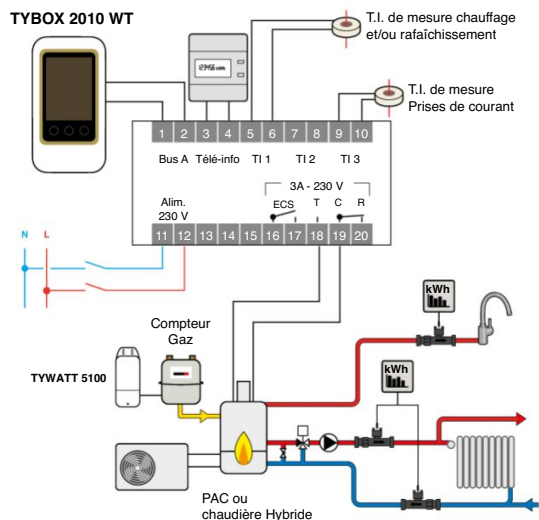 TYBOX 2010 WT
T.I. de mesure chauffage
et/ou rafaîchissement
123456 kWh
T.I. de mesure
Prises de courant
1 2 3 4 5 6 7 8 9 10
Bus A Télé-info TI 1 TI 2 TI 3
3A - 230 V
Alim.
230 V
ECS T C R
11 12 13 14 15 16 17 18 19 20
N L
kWh
Compteur
Gaz
TYWATT 5100
kWh
PAC ou
chaudière Hybride